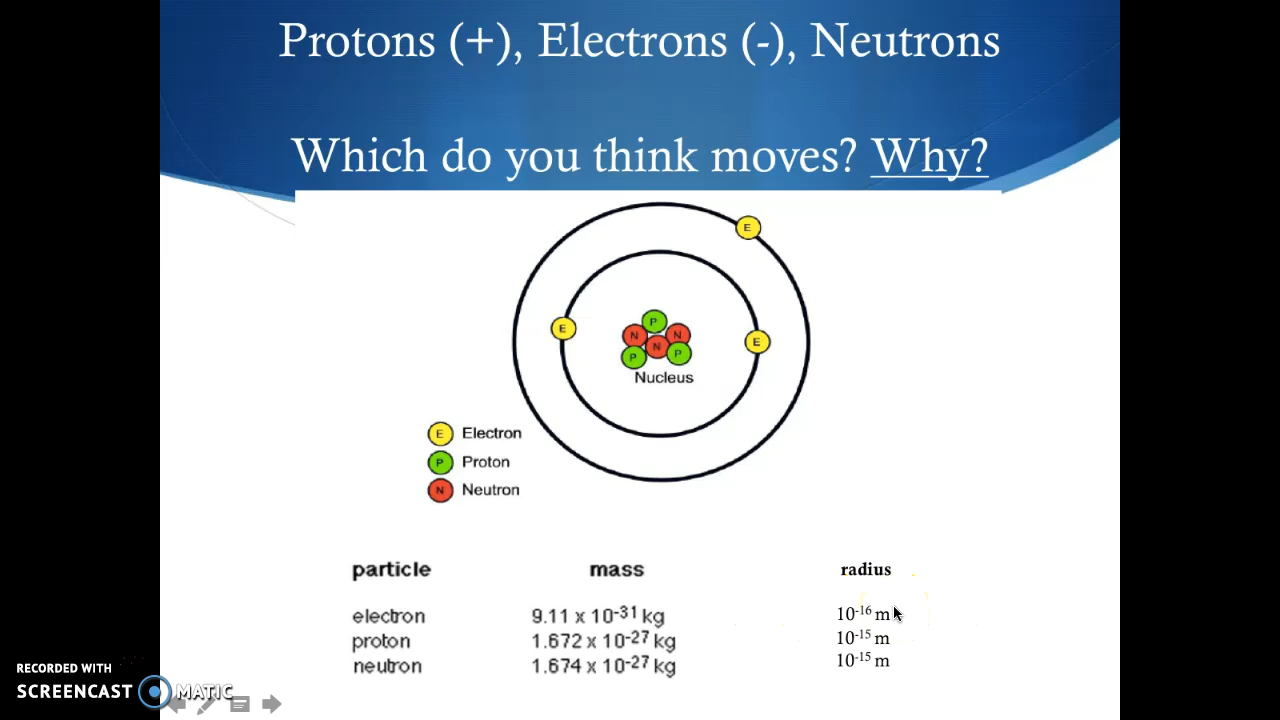 Protons (+), Electrons (-), Neutrons
Which do you think moves? Why?
E
E
E
P
N
N
N
P
P
Nucleus
E Electron
P Proton
N Neutron
particle mass radius
electron 9.11 x 10-31 kg 10-16 m
proton 1.672 x 10-27 kg 10-15 m
neutron 1.674 x 10-27 kg 10-15 m
RECORDED WITH
SCREENCAST MATIC